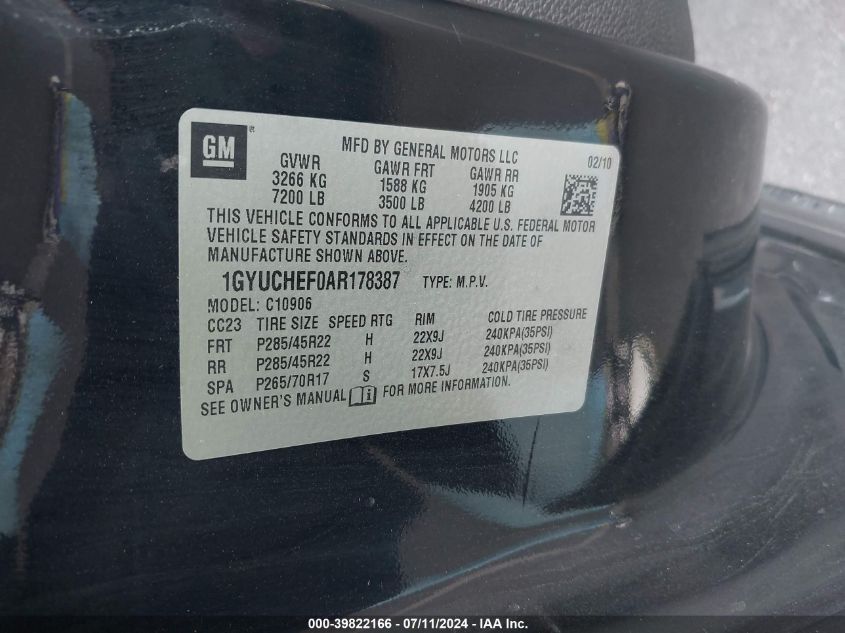 GM ®
MFD BY GENERAL MOTORS LLC 02/10
GVWR GAWR FRT GAWR RR
3266 KG 1588 KG 1905 KG
7200 LB 3500 LB 4200 LB
THIS VEHICLE CONFORMS TO ALL APPLICABLE U.S. FEDERAL MOTOR
VEHICLE SAFETY STANDARDS IN EFFECT ON THE DATE OF
MANUFACTURE SHOWN ABOVE.
1GYUCHEF0AR178387 TYPE: M.P.V.
MODEL: C10906
CC23 TIRE SIZE SPEED RTG RIM COLD TIRE PRESSURE
FRT P285/45R22 H 22X9J 240KPA(35PSI)
RR P285/45R22 H 22X9J 240KPA(35PSI)
SPA P265/70R17 S 17X7.5J 240KPA(35PSI)
SEE OWNER'S MANUAL i FOR MORE INFORMATION.
000-39822166 - 07/11/2024 - IAA Inc.